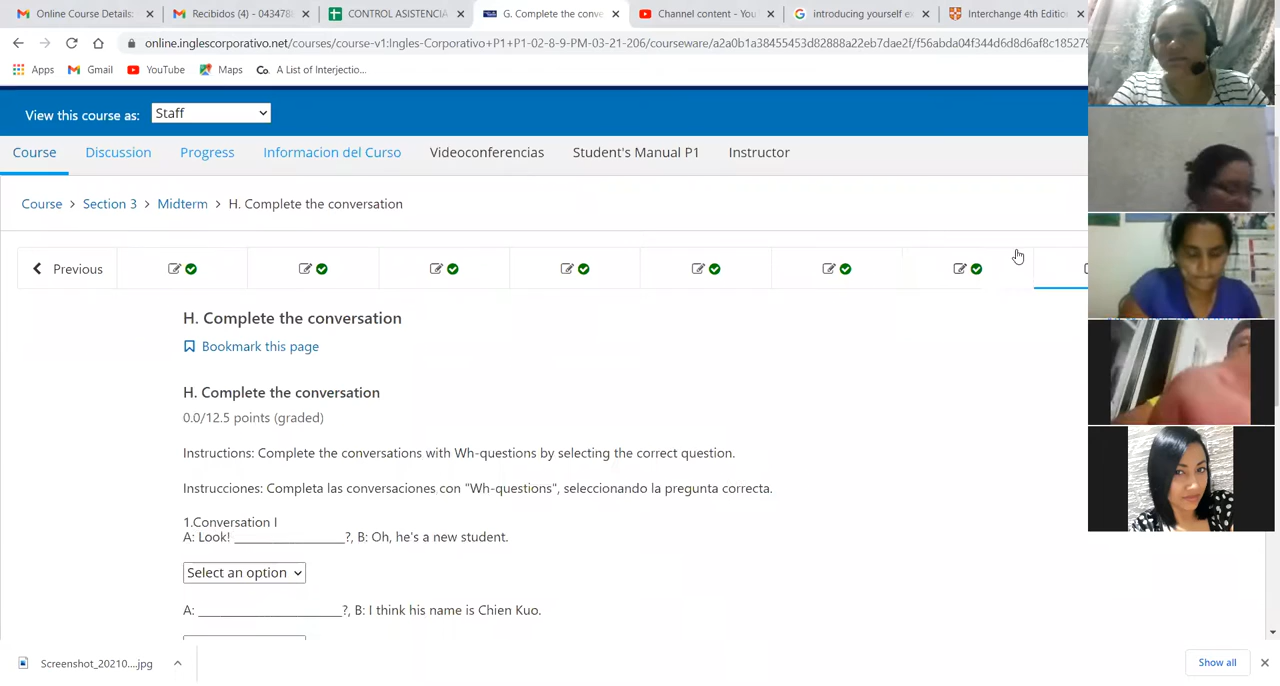 Online Course Details:
Recibidos (4) - 043478
CONTROL ASISTENCIA
G. Complete the conve
Channel content - You
introducing yourself e
Interchange 4th Edition
online.inglescorporativo.net/courses/course-v1:Ingles-Corporativo+P1+P1-02-8-9-PM-03-21-206/courseware/a2a0b1a38455453d82888a22eb7dae2f/f56abda04f344d6d8d6af8c185279
Apps
Gmail
YouTube
Maps
Co.
A List of Interjectio...
View this course as:
Staff
Course
Discussion
Progress
Informacion del Curso
Videoconferencias
Student's Manual P1
Instructor
Course > Section 3 > Midterm > H. Complete the conversation
Previous
H. Complete the conversation
Bookmark this page
H. Complete the conversation
0.0/12.5 points (graded)
Instructions: Complete the conversations with Wh-questions by selecting the correct question.
Instrucciones: Completa las conversaciones con "Wh-questions", seleccionando la pregunta correcta.
1.Conversation I
A: Look! ________________?, B: Oh, he's a new student.
Select an option
A: _____________________?, B: I think his name is Chien Kuo.
Screenshot_20210....jpg
Show all